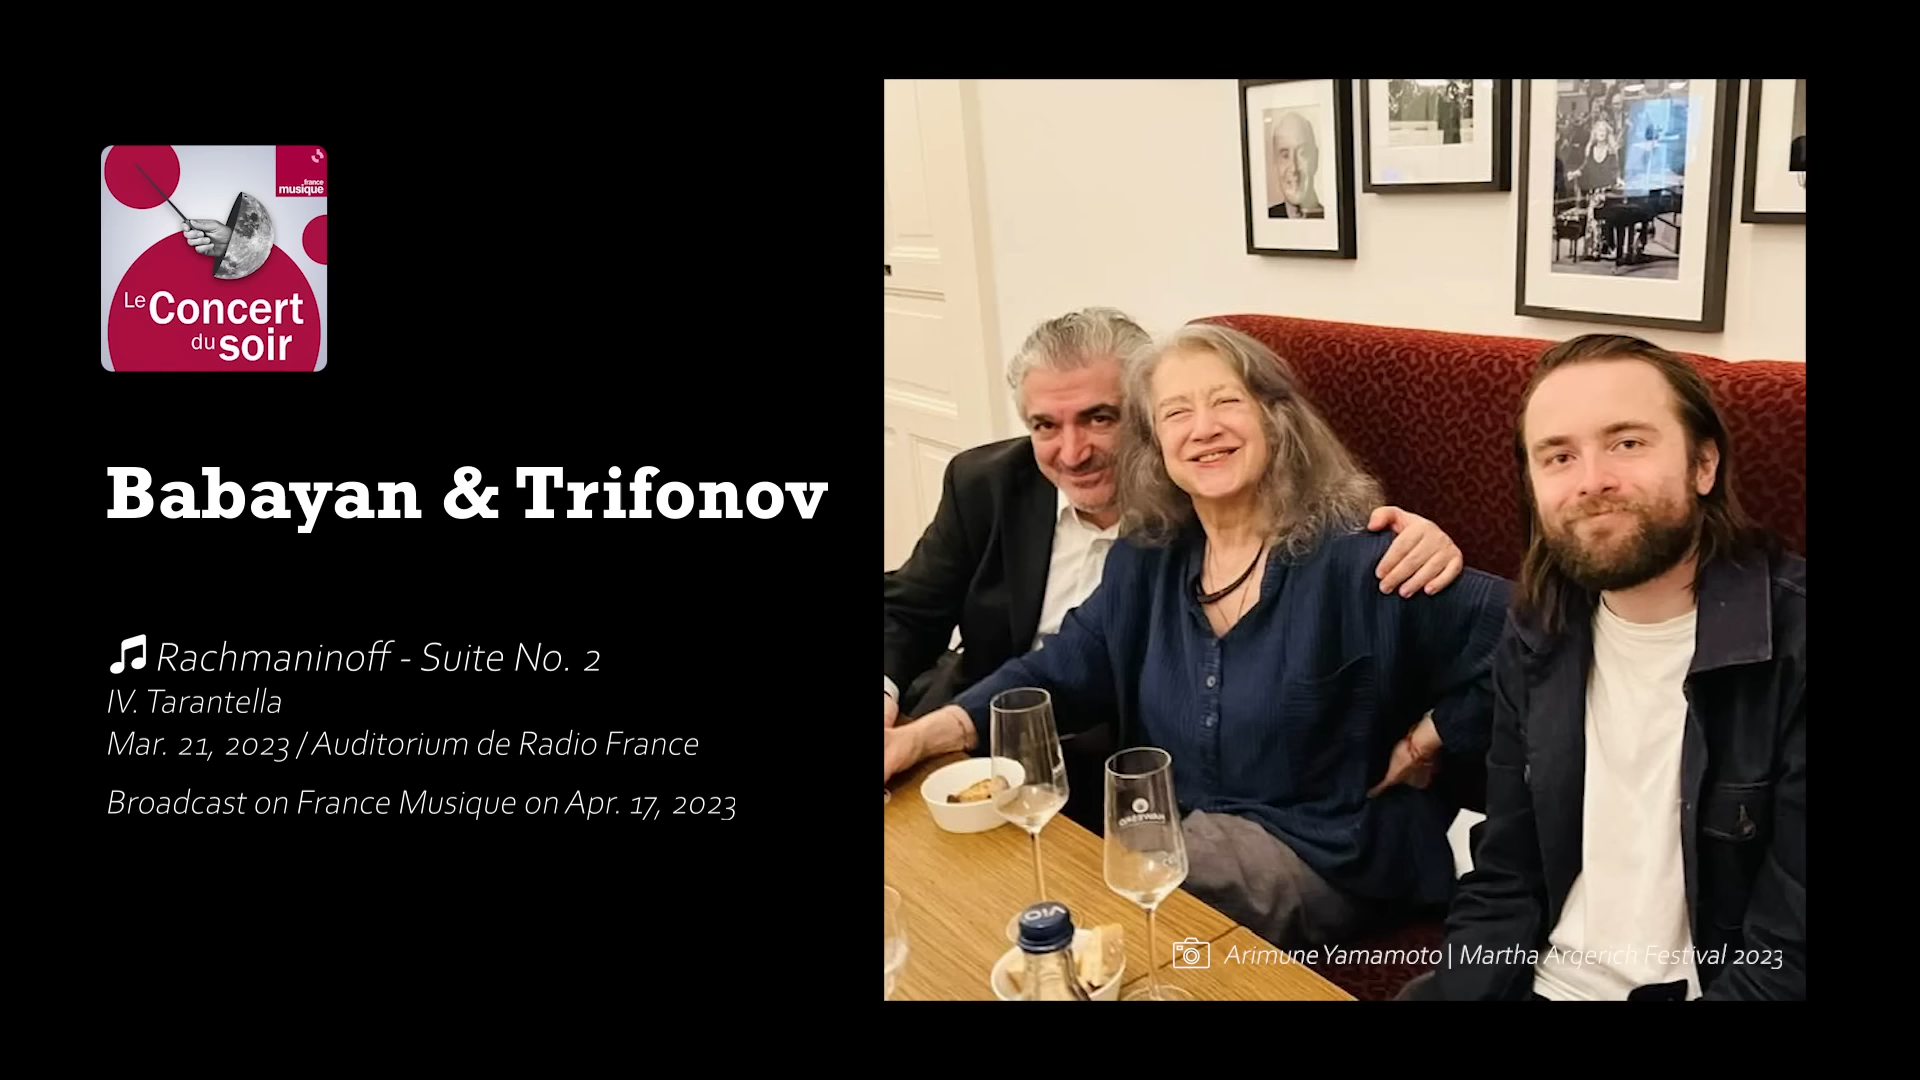 france
musique
Le Concert
du soir
Babayan & Trifonov
Rachmaninoff - Suite No. 2
IV. Tarantella
Mar. 21, 2023 / Auditorium de Radio France
Broadcast on France Musique on Apr. 17, 2023
VIO
Arimune Yamamoto | Martha Argerich Festival 2023